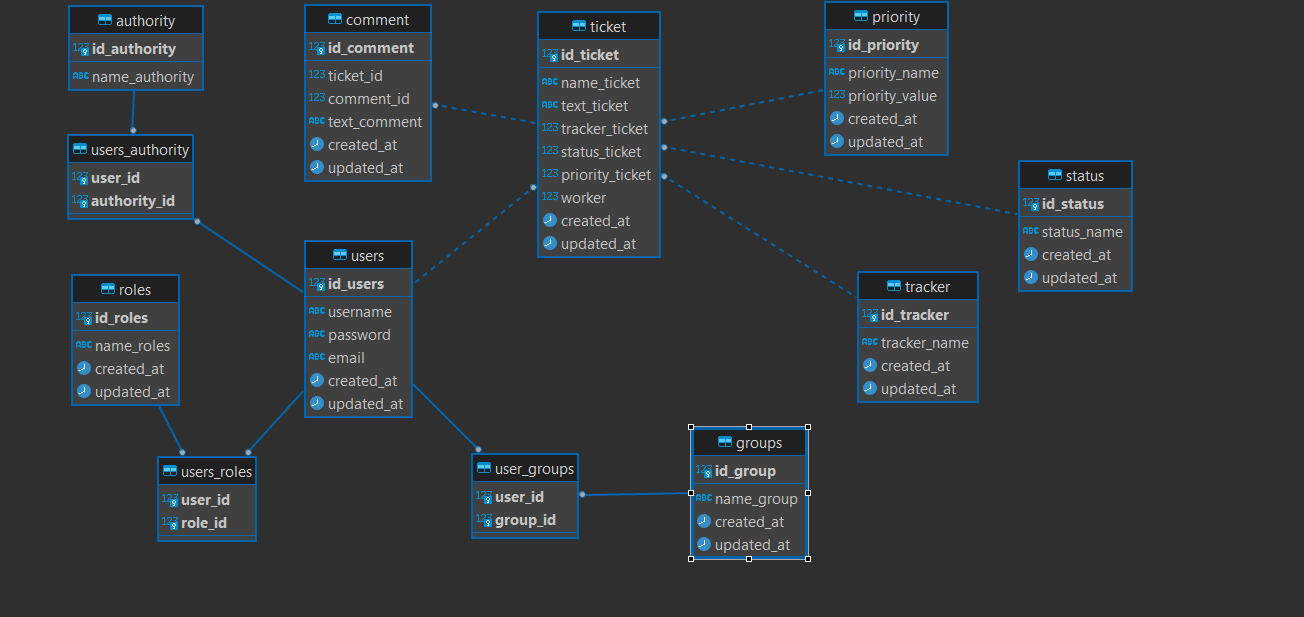 authority
123 id_authority
ABC name_authority
comment
123 id_comment
123 ticket_id
123 comment_id
ABC text_comment
created_at
updated_at
ticket
123 id_ticket
ABC name_ticket
ABC text_ticket
123 tracker_ticket
123 status_ticket
123 priority_ticket
123 worker
created_at
updated_at
priority
123 id_priority
ABC priority_name
123 priority_value
created_at
updated_at
users_authority
123 user_id
123 authority_id
status
123 id_status
ABC status_name
created_at
updated_at
users
123 id_users
ABC username
ABC password
ABC email
created_at
updated_at
roles
123 id_roles
ABC name_roles
created_at
updated_at
tracker
123 id_tracker
ABC tracker_name
created_at
updated_at
users_roles
123 user_id
123 role_id
user_groups
123 user_id
123 group_id
groups
123 id_group
ABC name_group
created_at
updated_at